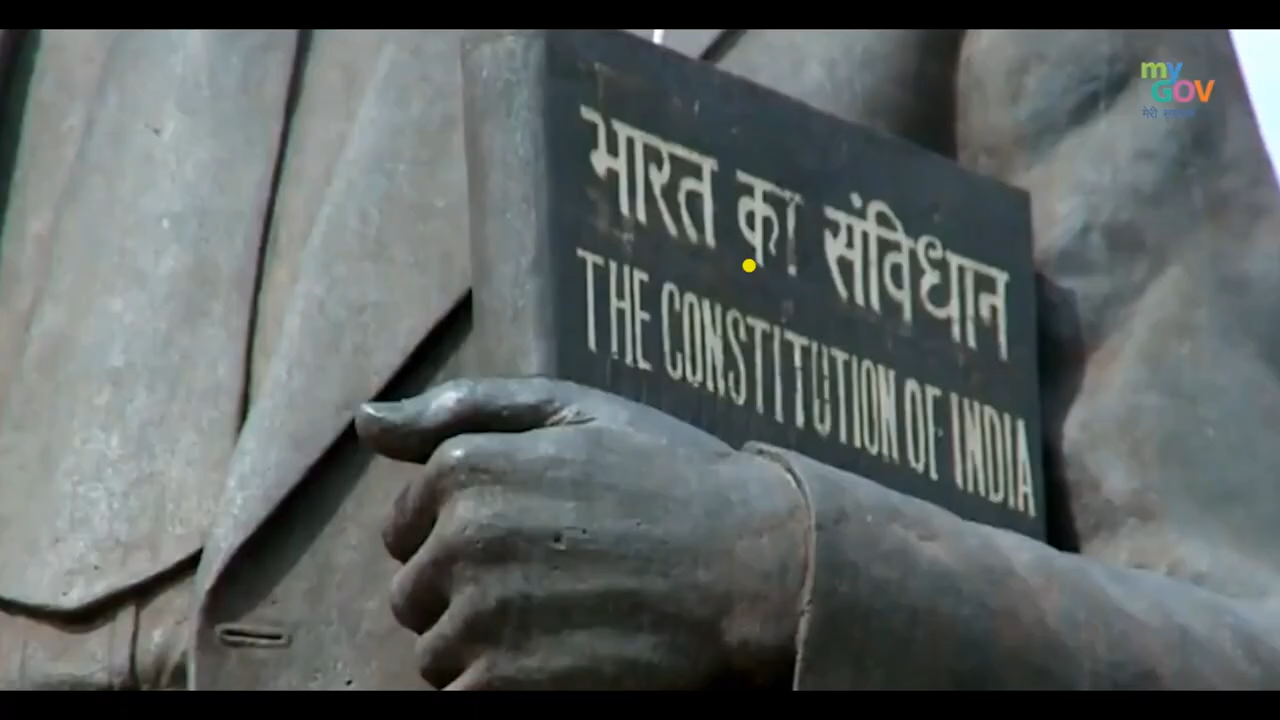 भारत का संविधान
THE CONSTITUTION OF INDIA
my
GOV
मेरी